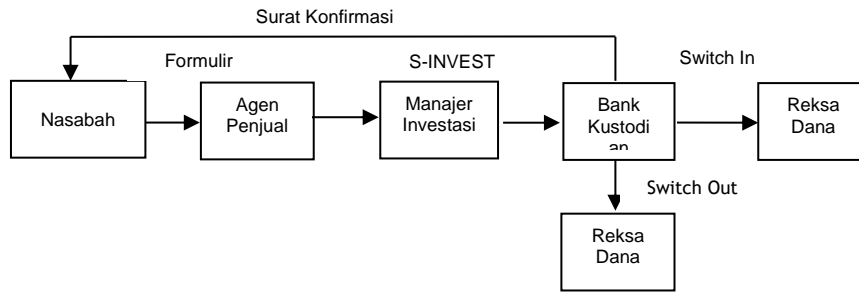 Surat Konfirmasi
Formulir
S-INVEST
Switch In
Nasabah
Agen
Penjual
Manajer
Investasi
Bank
Kustodi
an
Reksa
Dana
Switch Out
Reksa
Dana